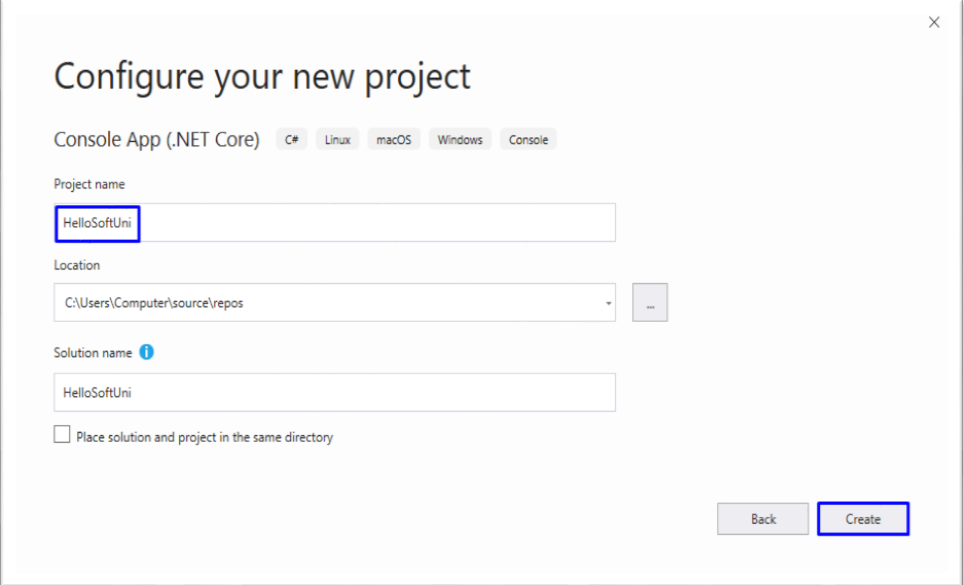 Configure your new project
Console App (.NET Core) C# Linux macOS Windows Console
Project name
HelloSoftUni
Location
C:\Users\Computer\source\repos
...
Solution name
HelloSoftUni
Place solution and project in the same directory
Back Create